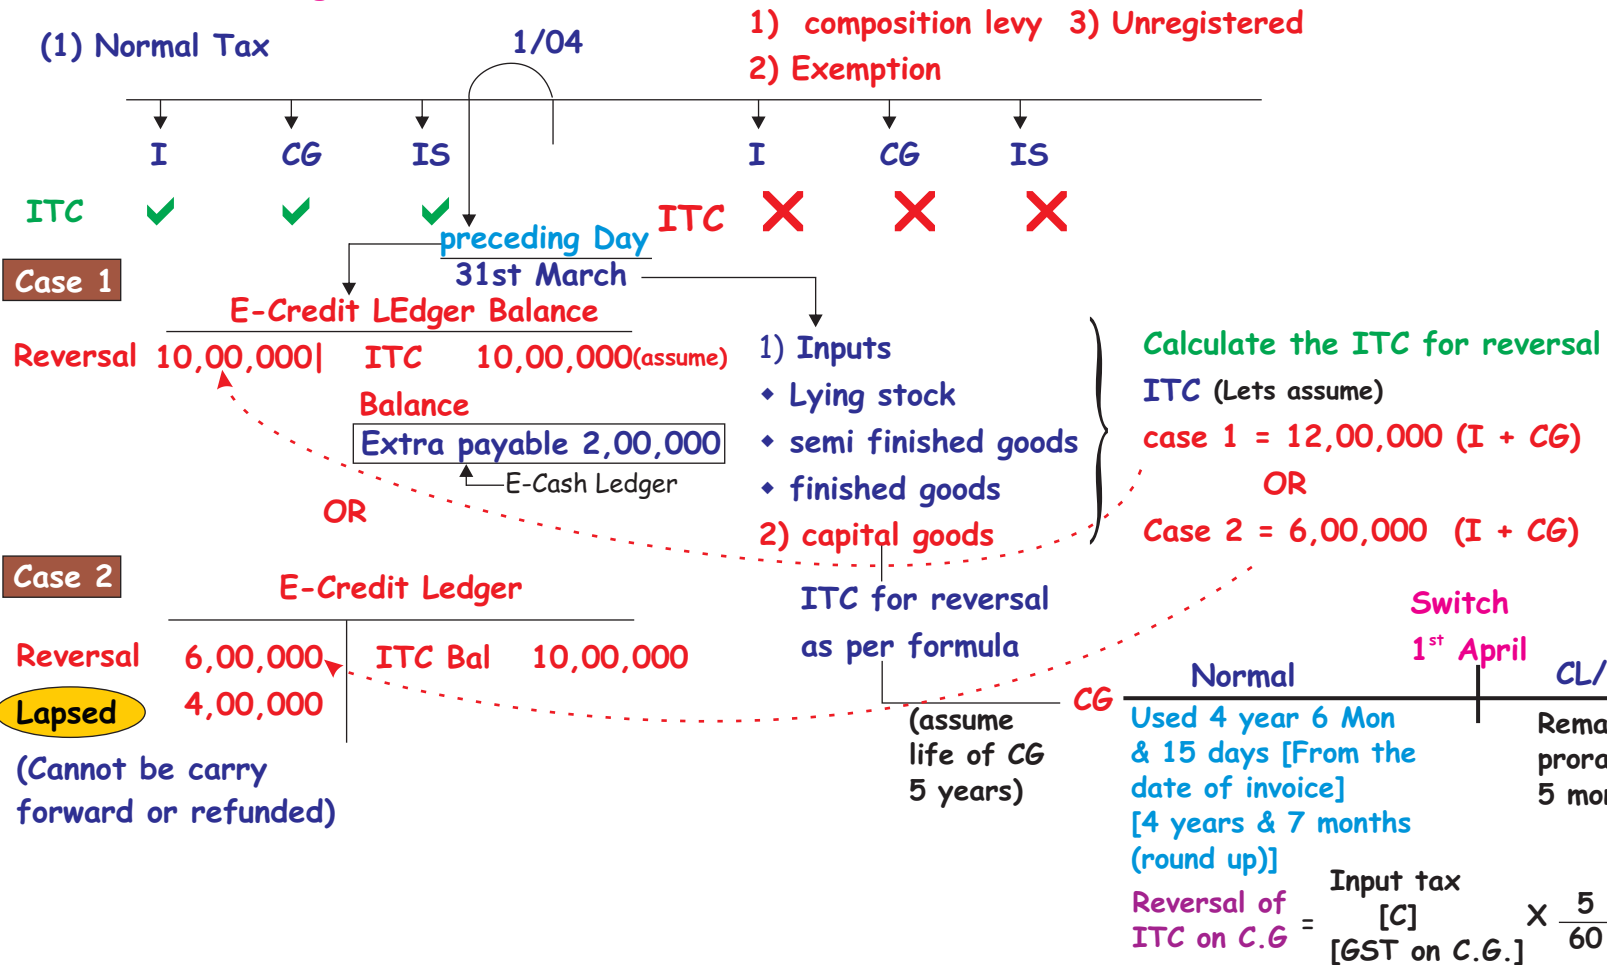 (1) Normal Tax
1/04
1) composition levy 3) Unregistered
2) Exemption
I CG IS
I CG IS
ITC
ITC
preceding Day
31st March
Case 1
E-Credit LEdger Balance
Reversal 10,00,000| ITC 10,00,000(assume)
Balance
Extra payable 2,00,000
E-Cash Ledger
OR
1) Inputs
◆ Lying stock
◆ semi finished goods
◆ finished goods
2) capital goods
Calculate the ITC for reversal
ITC (Lets assume)
case 1 = 12,00,000 (I + CG)
OR
Case 2 = 6,00,000 (I + CG)
Case 2
E-Credit Ledger
Reversal 6,00,000 ITC Bal 10,00,000
Lapsed 4,00,000
(Cannot be carry
forward or refunded)
ITC for reversal
as per formula
(assume
life of CG
5 years)
Switch
1st April
CG
Normal
CL/
Used 4 year 6 Mon
& 15 days [From the
date of invoice]
[4 years & 7 months
(round up)]
Rema
prora
5 mo
Reversal of
ITC on C.G
=
Input tax
[C]
[GST on C.G.]
X 5
60